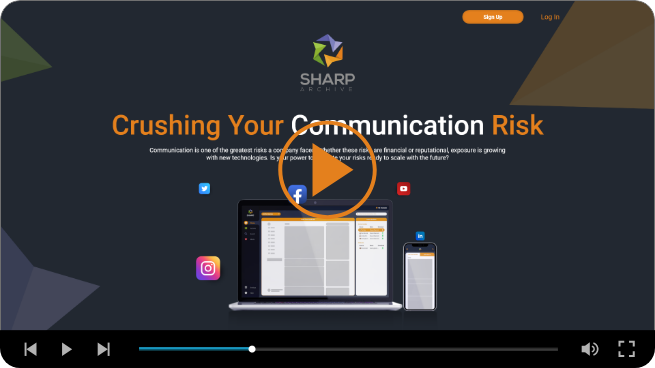 Sign Up
Log In
SHARP
ARCHIVE
Crushing Your Communication Risk
Communication is one of the greatest risks a company faces. Whether these risks are financial or reputational, exposure is growing
with new technologies. Is your power to your risks ready to scale with the future?